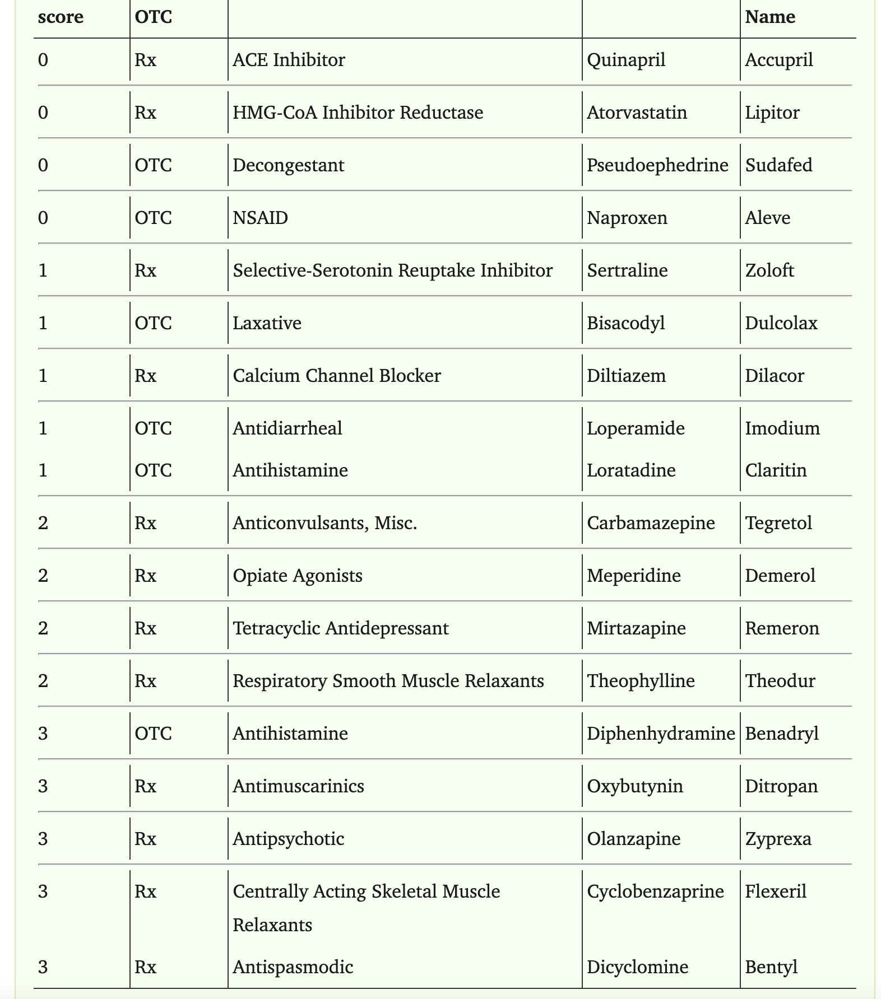 score OTC Name
0 Rx ACE Inhibitor Quinapril Accupril
0 Rx HMG-CoA Inhibitor Reductase Atorvastatin Lipitor
0 OTC Decongestant Pseudoephedrine Sudafed
0 OTC NSAID Naproxen Aleve
1 Rx Selective-Serotonin Reuptake Inhibitor Sertraline Zoloft
1 OTC Laxative Bisacodyl Dulcolax
1 Rx Calcium Channel Blocker Diltiazem Dilacor
1 OTC Antidiarrheal Loperamide Imodium
1 OTC Antihistamine Loratadine Claritin
2 Rx Anticonvulsants, Misc. Carbamazepine Tegretol
2 Rx Opiate Agonists Meperidine Demerol
2 Rx Tetracyclic Antidepressant Mirtazapine Remeron
2 Rx Respiratory Smooth Muscle Relaxants Theophylline Theodur
3 OTC Antihistamine Diphenhydramine Benadryl
3 Rx Antimuscarinics Oxybutynin Ditropan
3 Rx Antipsychotic Olanzapine Zyprexa
3 Rx Centrally Acting Skeletal Muscle Cyclobenzaprine Flexeril
Relaxants
3 Rx Antispasmodic Dicyclomine Bentyl